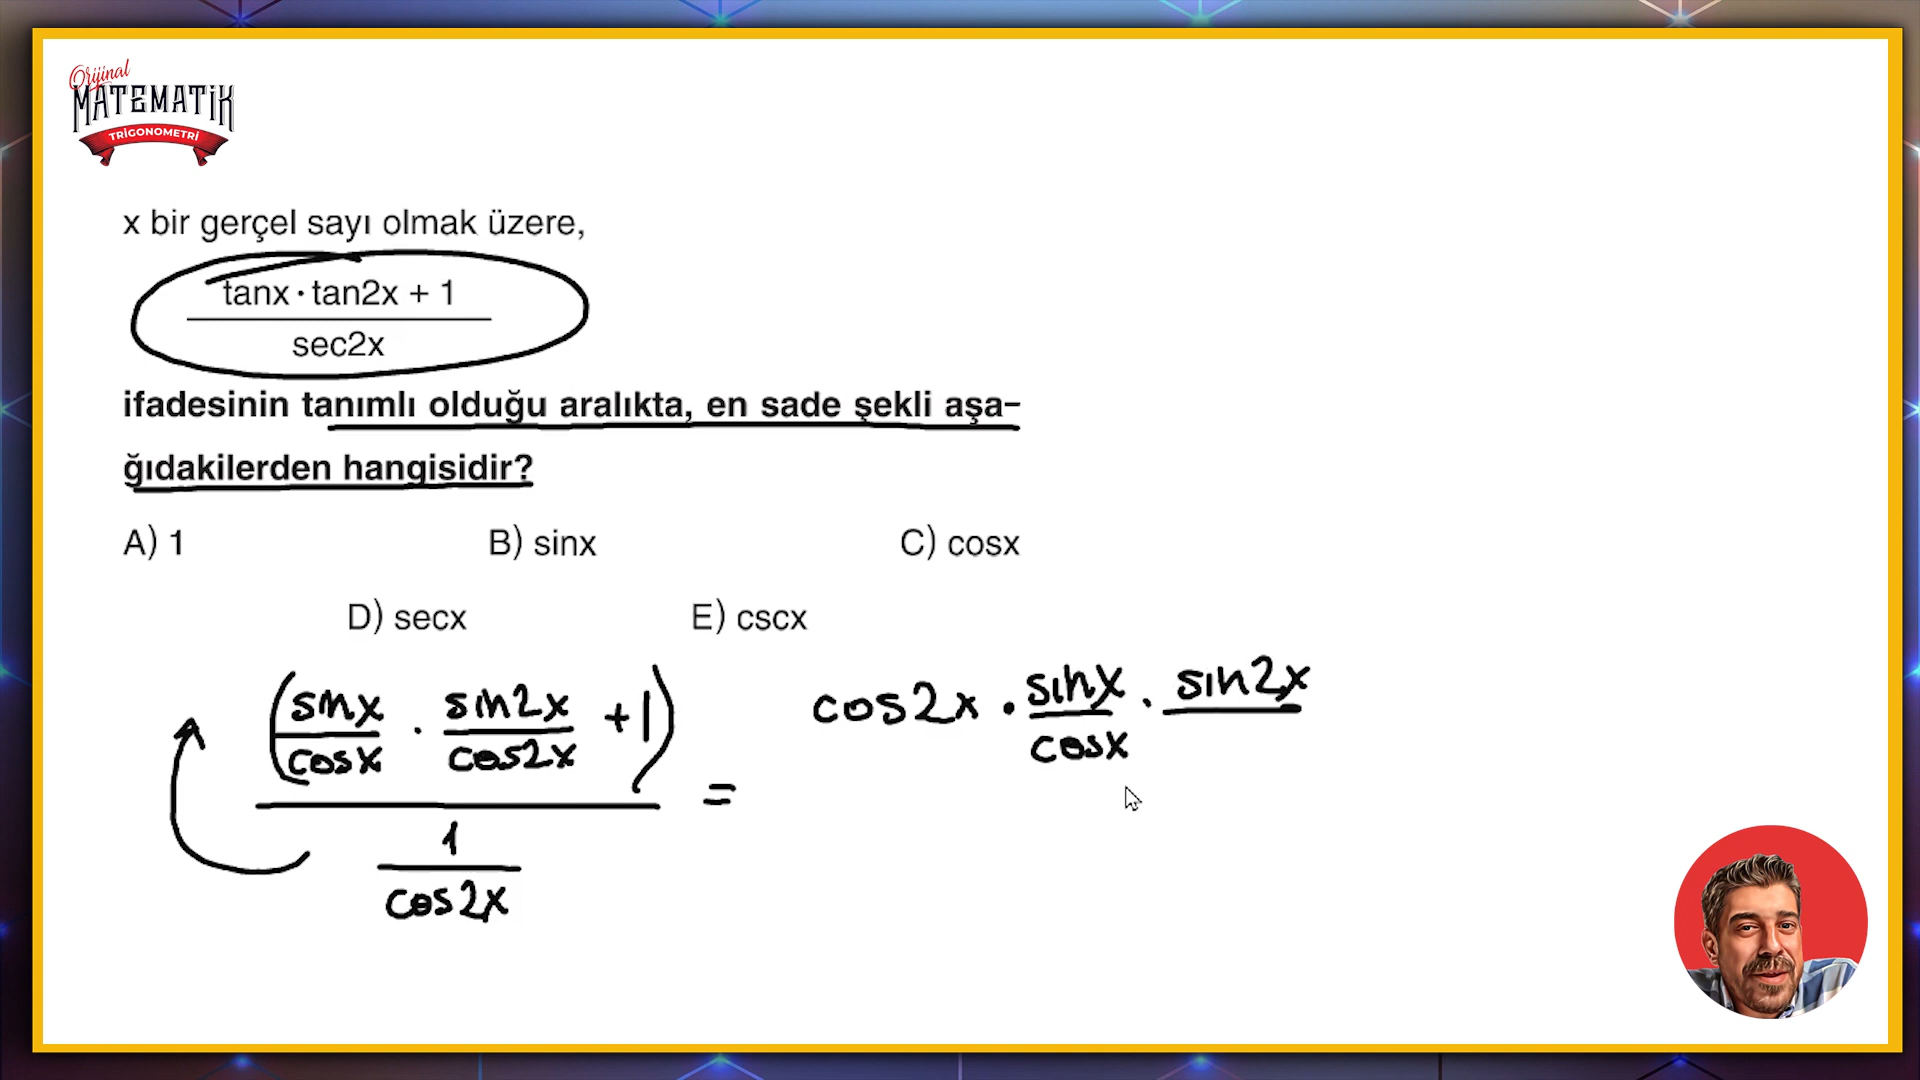 Orijinal
MATEMATİK
TRİGONOMETRİ
x bir gerçel sayı olmak üzere,
tanx · tan2x + 1
sec2x
ifadesinin tanımlı olduğu aralıkta, en sade şekli aşa-
ğıdakilerden hangisidir?
A) 1 B) sinx C) cosx
D) secx E) cscx
(sinx/cosx · sin2x/cos2x + 1)
1
cos2x
= cos2x · sinx/cosx · sin2x